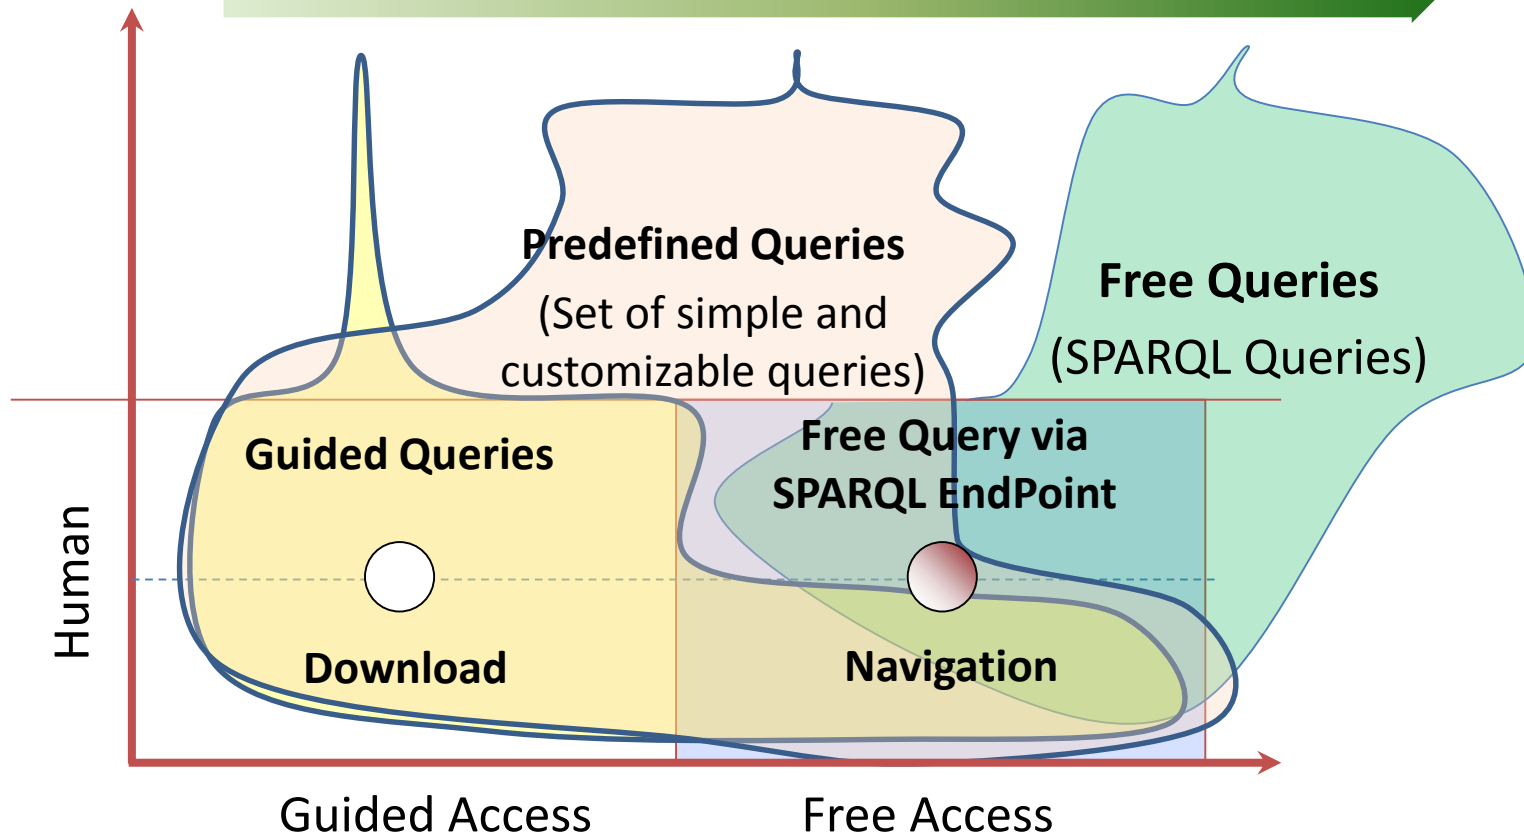 Predefined Queries
(Set of simple and
customizable queries)
Free Queries
(SPARQL Queries)
Guided Queries
Free Query via
SPARQL EndPoint
Human
Download
Navigation
Guided Access
Free Access